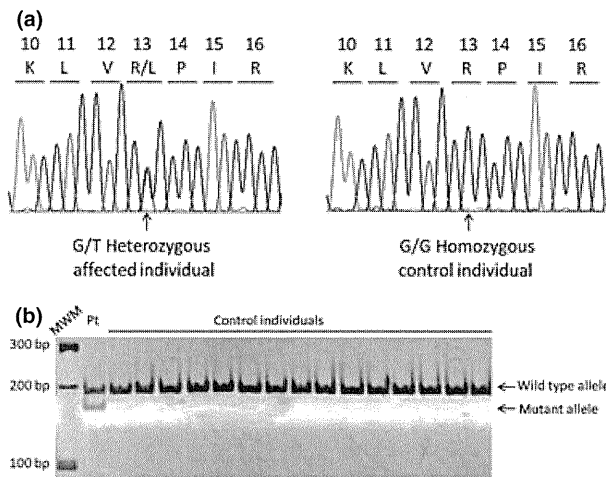 (a)
10 11 12 13 14 15 16
K L V R/L P I R
G/T Heterozygous
affected individual
10 11 12 13 14 15 16
K L V R P I R
G/G Homozygous
control individual
(b)
MWM Pt Control individuals
300 bp
200 bp
100 bp
Wild type allele
Mutant allele